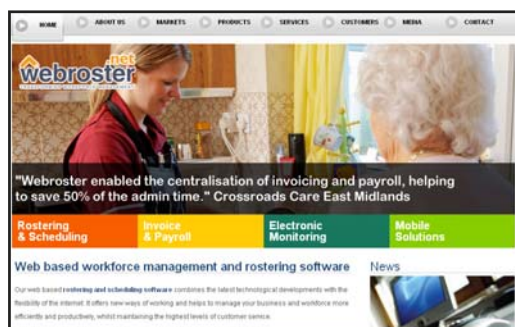 HOME ABOUT US MARKETS PRODUCTS SERVICES CUSTOMERS MEDIA CONTACT
.net
webroster
"Webroster enabled the centralisation of invoicing and payroll, helping
to save 50% of the admin time." Crossroads Care East Midlands
Rostering
& Scheduling
Invoice
& Payroll
Electronic
Monitoring
Mobile
Solutions
Web based workforce management and rostering software
News
Our web based rostering and scheduling software combines the latest technological developments with the
flexibility of the internet. It offers new ways of working and helps to manage your business and workforce more
efficiently and productively, whilst maintaining the highest levels of customer service.